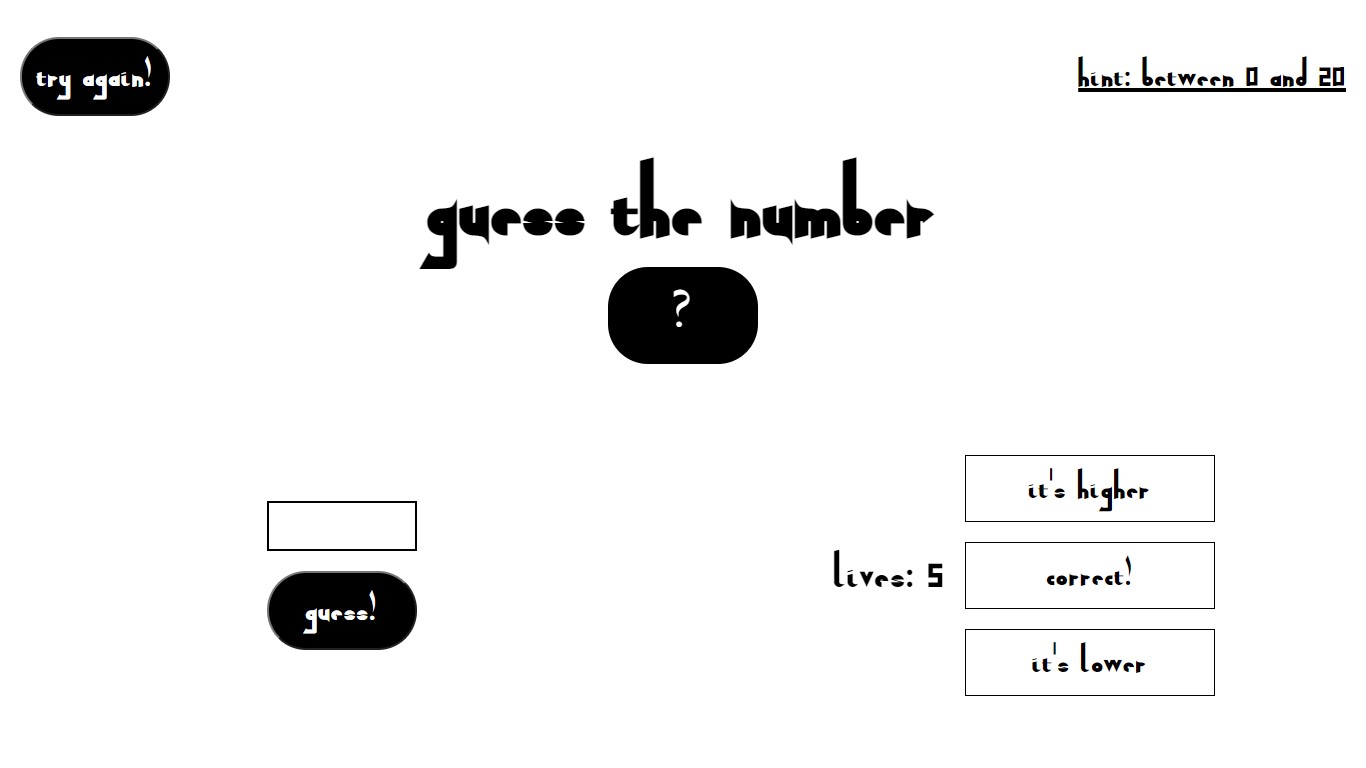 try again!
hint: between 0 and 20
guess the number
?
guess!
lives: 5
it's higher
correct!
it's lower